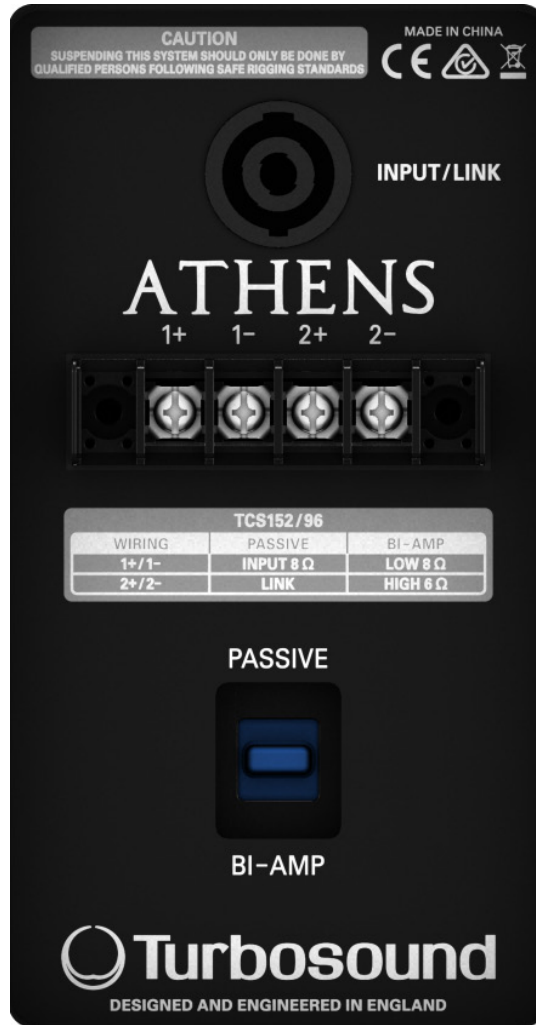 CAUTION
SUSPENDING THIS SYSTEM SHOULD ONLY BE DONE BY
QUALIFIED PERSONS FOLLOWING SAFE RIGGING STANDARDS
MADE IN CHINA
CE
INPUT/LINK
ATHENS
1+ 1- 2+ 2-
TCS152/96
WIRING PASSIVE BI-AMP
1+/1- INPUT 8 Ω LOW 8 Ω
2+/2- LINK HIGH 6 Ω
PASSIVE
BI-AMP
Turbosound
DESIGNED AND ENGINEERED IN ENGLAND